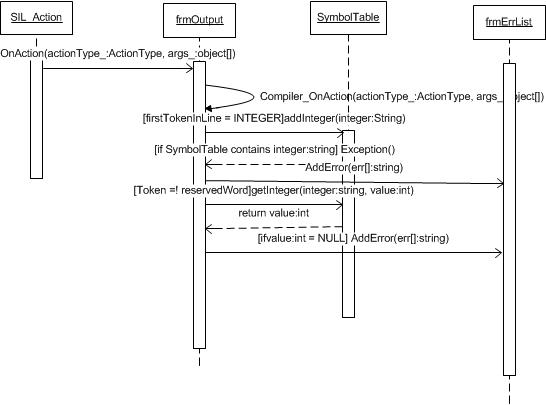 SIL_Action
frmOutput
SymbolTable
frmErrList
OnAction(actionType_:ActionType, args_:object[])
Compiler_OnAction(actionType_:ActionType, args_:object[])
[firstTokenInLine = INTEGER]addInteger(integer:String)
[if SymbolTable contains integer:string] Exception()
AddError(err[]:string)
[Token =! reservedWord]getInteger(integer:string, value:int)
return value:int
[ifvalue:int = NULL] AddError(err[]:string)